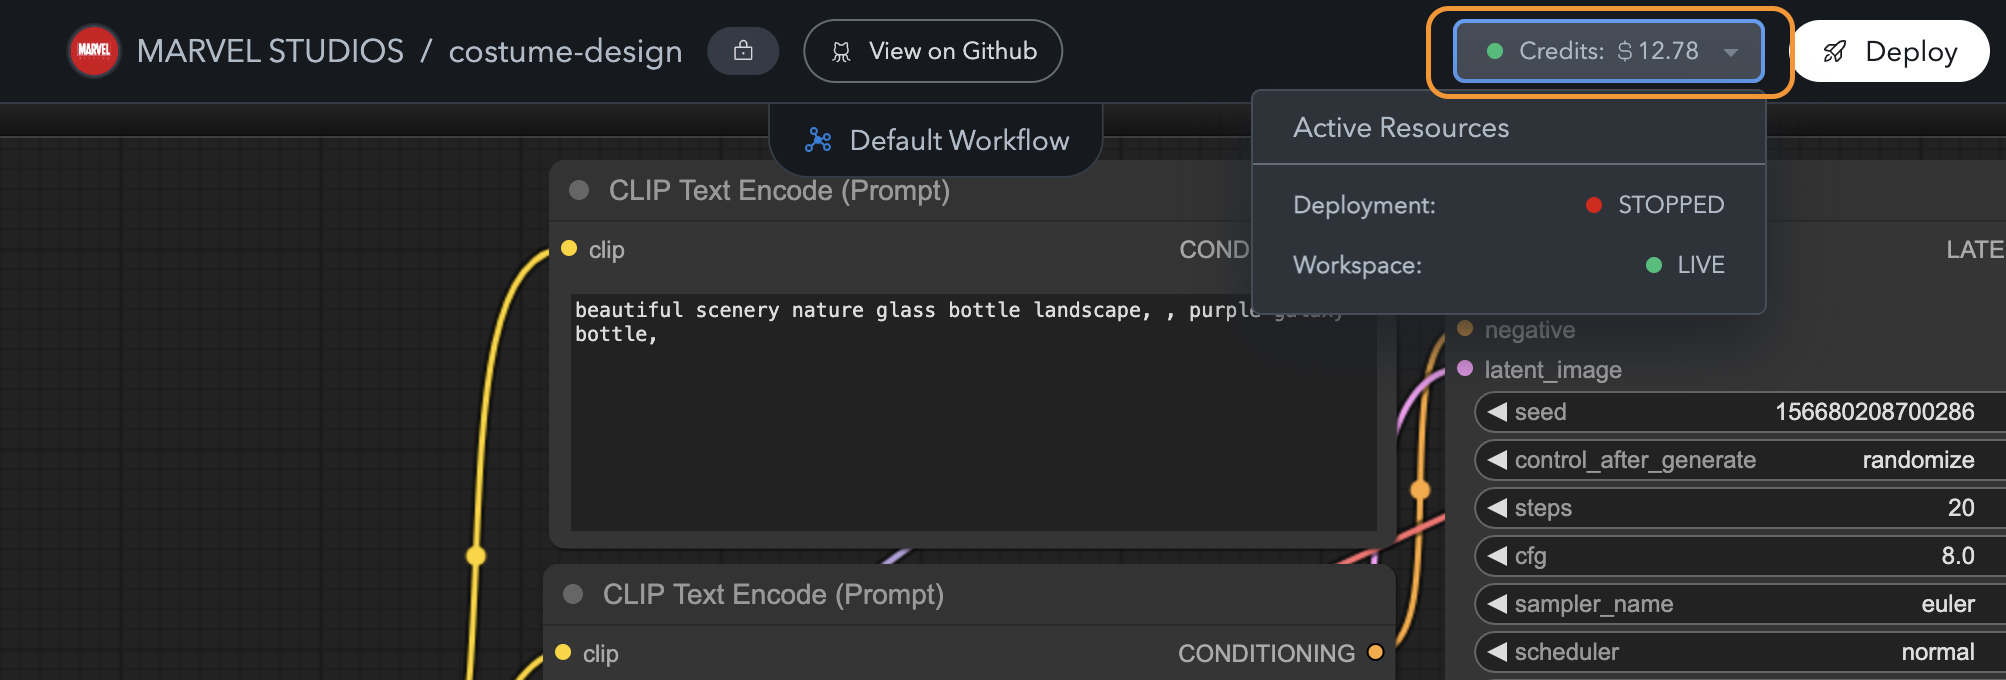 MARVEL
MARVEL STUDIOS / costume-design
View on Github
Credits: $ 12.78
Deploy
Default Workflow
Active Resources
Deployment: STOPPED
Workspace: LIVE
CLIP Text Encode (Prompt)
clip
COND
LATE
beautiful scenery nature glass bottle landscape, , purple galaxy
bottle,
negative
latent_image
seed 156680208700286
control_after_generate randomize
steps 20
cfg 8.0
sampler_name euler
scheduler normal
CLIP Text Encode (Prompt)
clip CONDITIONING